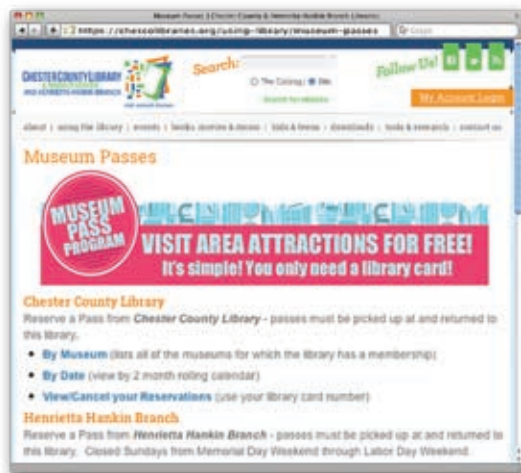 Museum Passes | Chester County & Henrietta Hankin Branch Libraries
https://chescolibraries.org/using-library/museum-passes
Google
CHESTER COUNTY LIBRARY
AND HENRIETTA HANKIN BRANCH
Search:
The Catalog Site
Follow Us!
My Account Login
about | using the library | events | books, movies & music | kids & teens | downloads | tools & research | contact us
Museum Passes
MUSEUM
PASS
PROGRAM
VISIT AREA ATTRACTIONS FOR FREE!
It's simple! You only need a library card!
Chester County Library
Reserve a Pass from Chester County Library - passes must be picked up at and returned to
this library.
• By Museum (lists all of the museums for which the library has a membership)
• By Date (view by 2 month rolling calendar)
• View/Cancel your Reservations (use your library card number)
Henrietta Hankin Branch
Reserve a Pass from Henrietta Hankin Branch - passes must be picked up at and returned to
this library. Closed Sundays from Memorial Day Weekend through Labor Day Weekend.